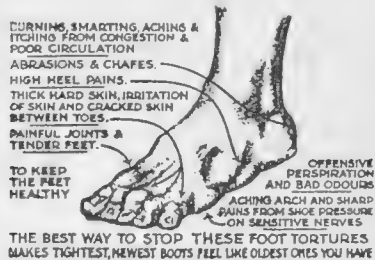 BURNING, SMARTING, ACHING &
ITCHING FROM CONGESTION &
POOR CIRCULATION
ABRASIONS & CHAFES.
HIGH HEEL PAINS.
THICK HARD SKIN, IRRITATION
OF SKIN AND CRACKED SKIN
BETWEEN TOES.
PAINFUL JOINTS &
TENDER FEET.
TO KEEP
THE FEET
HEALTHY
OFFENSIVE
PERSPIRATION
AND BAD ODOURS
ACHING ARCH AND SHARP
PAINS FROM SHOE PRESSURE
ON SENSITIVE NERVES
THE BEST WAY TO STOP THESE FOOT TORTURES
MAKES TIGHTEST, NEWEST BOOTS FEEL LIKE OLDEST ONES YOU HAVE